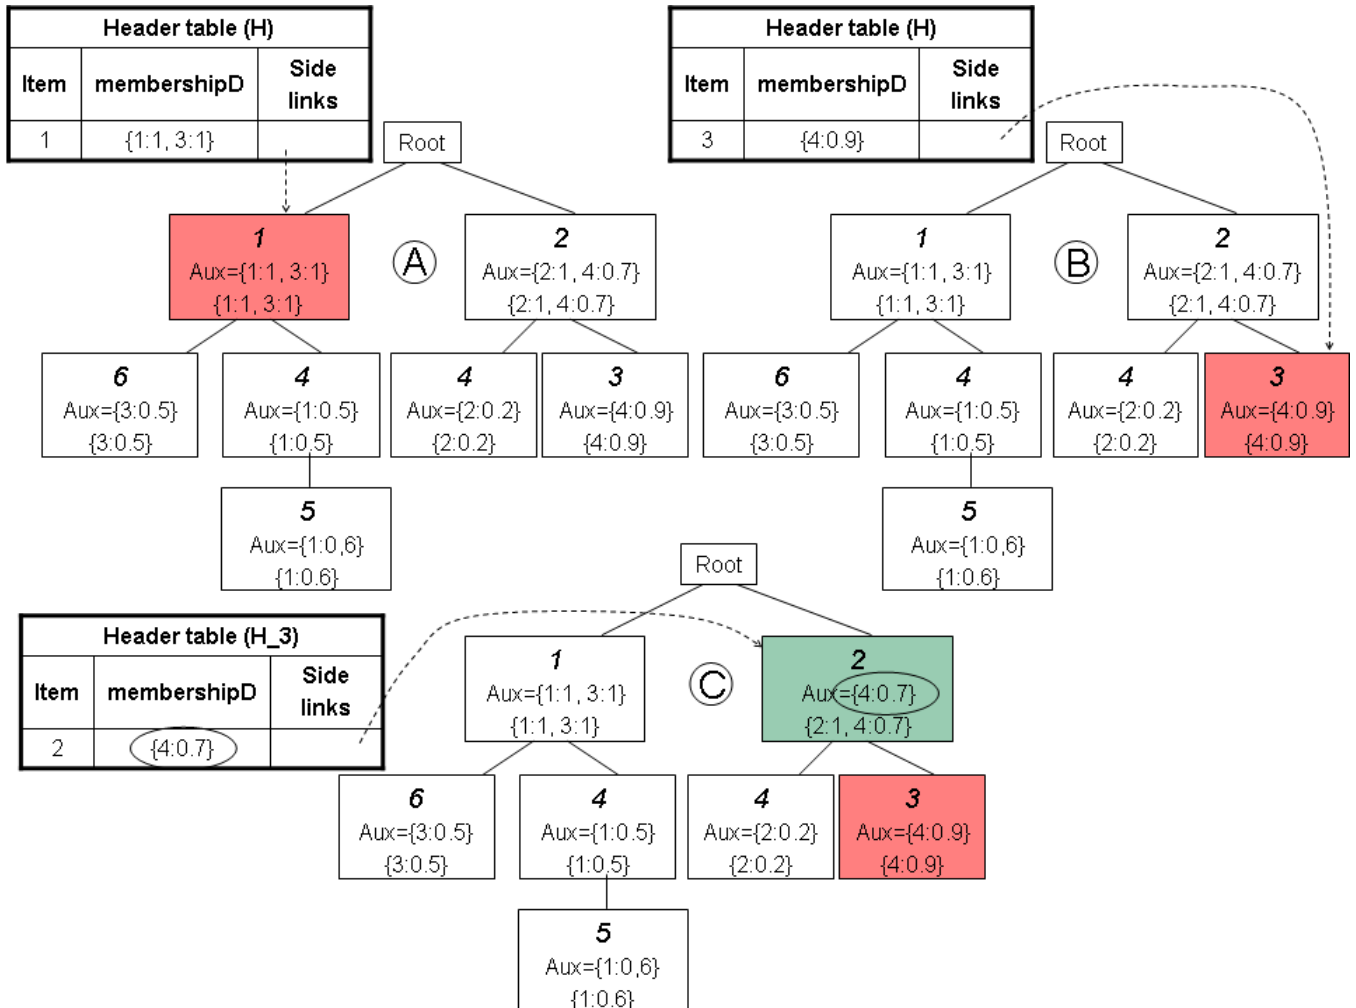 Header table (H)
Item membershipD Side links
1 {1:1, 3:1}
Root
1
Aux={1:1, 3:1}
{1:1, 3:1}
A
2
Aux={2:1, 4:0.7}
{2:1, 4:0.7}
6
Aux={3:0.5}
{3:0.5}
4
Aux={1:0.5}
{1:0.5}
4
Aux={2:0.2}
{2:0.2}
3
Aux={4:0.9}
{4:0.9}
5
Aux={1:0,6}
{1:0.6}
Header table (H)
Item membershipD Side links
3 {4:0.9}
Root
1
Aux={1:1, 3:1}
{1:1, 3:1}
B
2
Aux={2:1, 4:0.7}
{2:1, 4:0.7}
6
Aux={3:0.5}
{3:0.5}
4
Aux={1:0.5}
{1:0.5}
4
Aux={2:0.2}
{2:0.2}
3
Aux={4:0.9}
{4:0.9}
5
Aux={1:0,6}
{1:0.6}
Header table (H_3)
Item membershipD Side links
2 {4:0.7}
Root
1
Aux={1:1, 3:1}
{1:1, 3:1}
C
2
Aux={4:0.7}
{2:1, 4:0.7}
6
Aux={3:0.5}
{3:0.5}
4
Aux={1:0.5}
{1:0.5}
4
Aux={2:0.2}
{2:0.2}
3
Aux={4:0.9}
{4:0.9}
5
Aux={1:0,6}
{1:0.6}